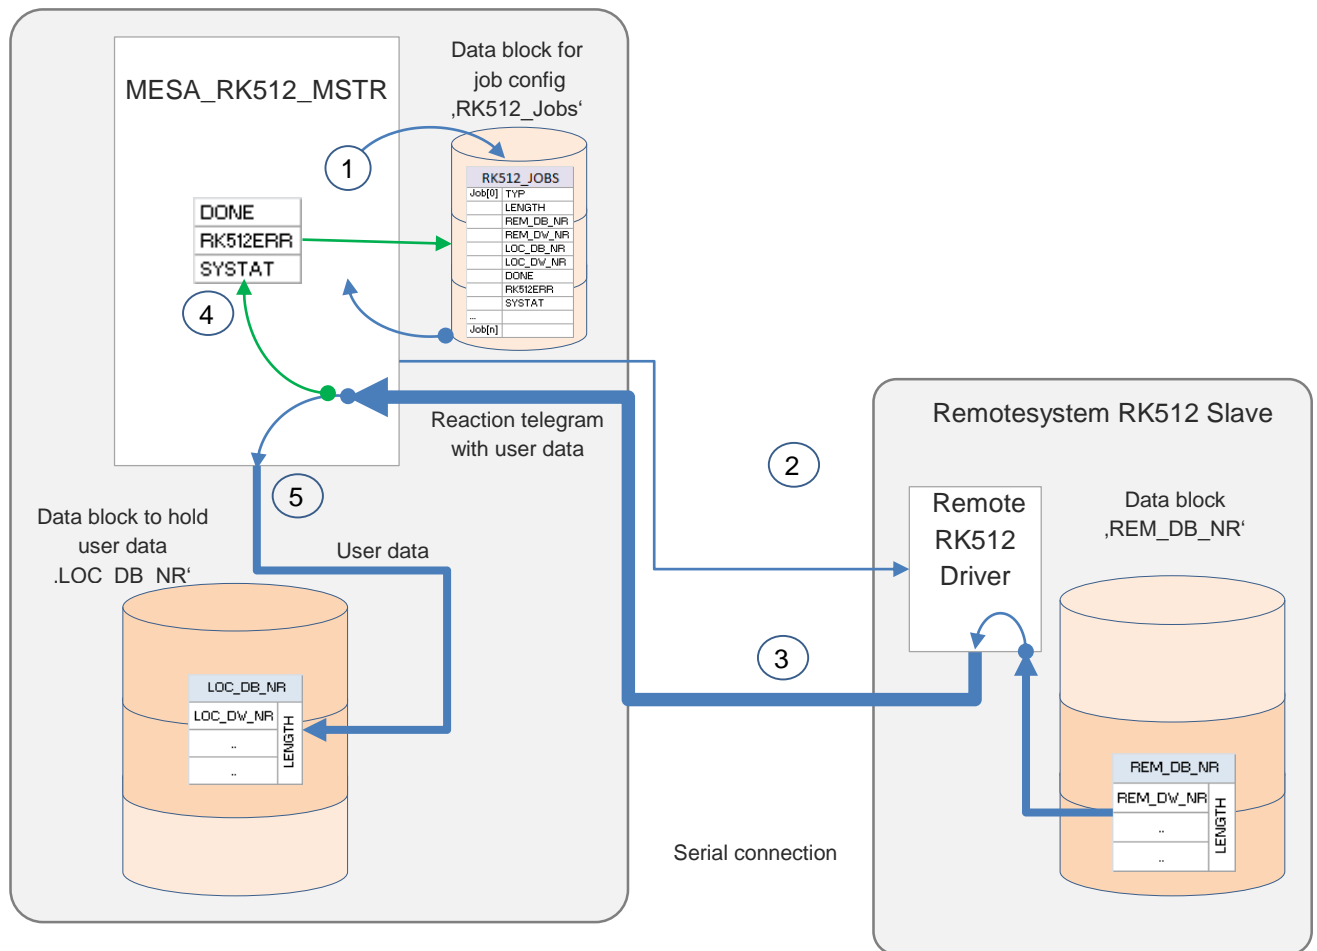 MESA_RK512_MSTR
Data block for
job config
‚RK512_Jobs‘
1
RK512_JOBS
Job[0] TYP
LENGTH
REM_DB_NR
REM_DW_NR
LOC_DB_NR
LOC_DW_NR
DONE
RK512ERR
SYSTAT
...
Job[n]
DONE
RK512ERR
SYSTAT
4
Reaction telegram
with user data
2
5
Data block to hold
user data
‚LOC_DB_NR‘
User data
LOC_DB_NR
LOC_DW_NR
..
..
LENGTH
3
Serial connection
Remotesystem RK512 Slave
Remote
RK512
Driver
Data block
‚REM_DB_NR‘
REM_DB_NR
REM_DW_NR
..
..
LENGTH